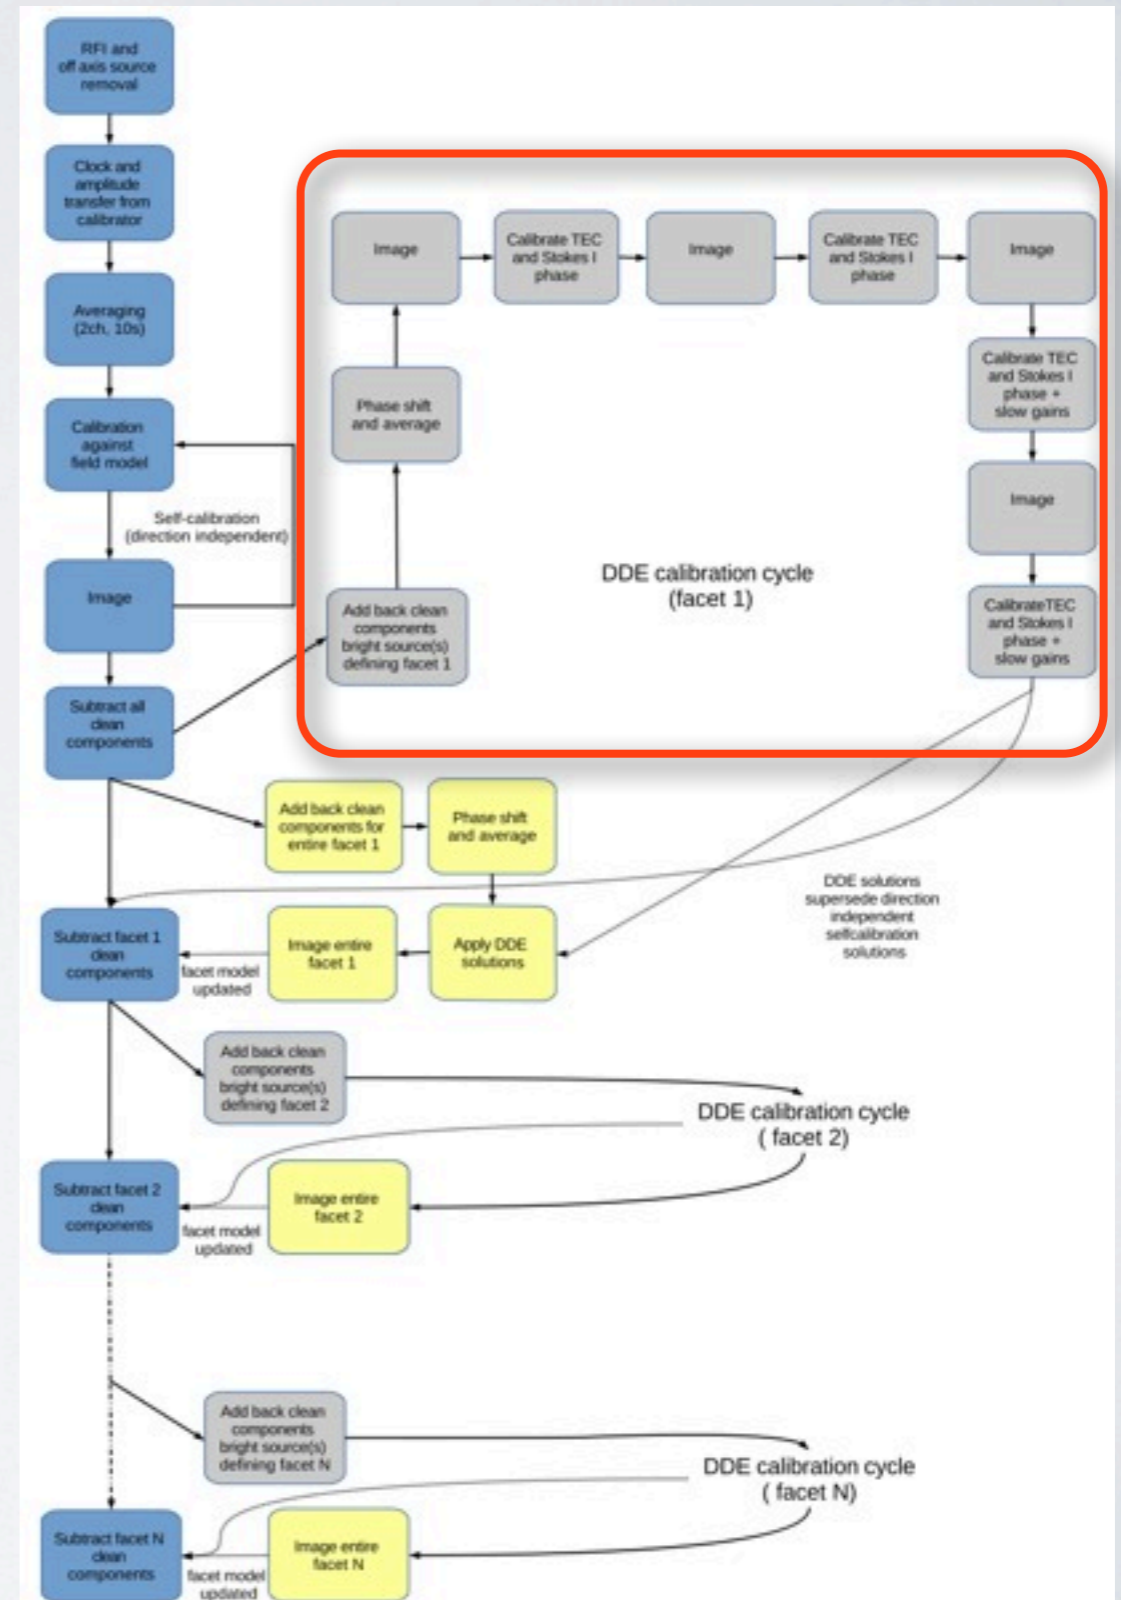 RFI and
off axis source
removal
Clock and
amplitude
transfer from
calibrator
Averaging
(2ch, 10s)
Calibration
against
field model
Self-calibration
(direction independent)
Image
Subtract all
clean
components
Image
Calibrate TEC
and Stokes I
phase
Image
Calibrate TEC
and Stokes I
phase
Image
Phase shift
and average
Calibrate TEC
and Stokes I
phase +
slow gains
Image
DDE calibration cycle
(facet 1)
Add back clean
components
bright source(s)
defining facet 1
CalibrateTEC
and Stokes I
phase +
slow gains
Add back clean
components for
entire facet 1
Phase shift
and average
DDE solutions
supersede direction
independent
selfcalibration
solutions
Subtract facet 1
clean
components
facet model
updated
Image entire
facet 1
Apply DDE
solutions
Add back clean
components
bright source(s)
defining facet 2
DDE calibration cycle
( facet 2)
Subtract facet 2
clean
components
facet model
updated
Image entire
facet 2
Add back clean
components
bright source(s)
defining facet N
DDE calibration cycle
( facet N)
Subtract facet N
clean
components
facet model
updated
Image entire
facet N